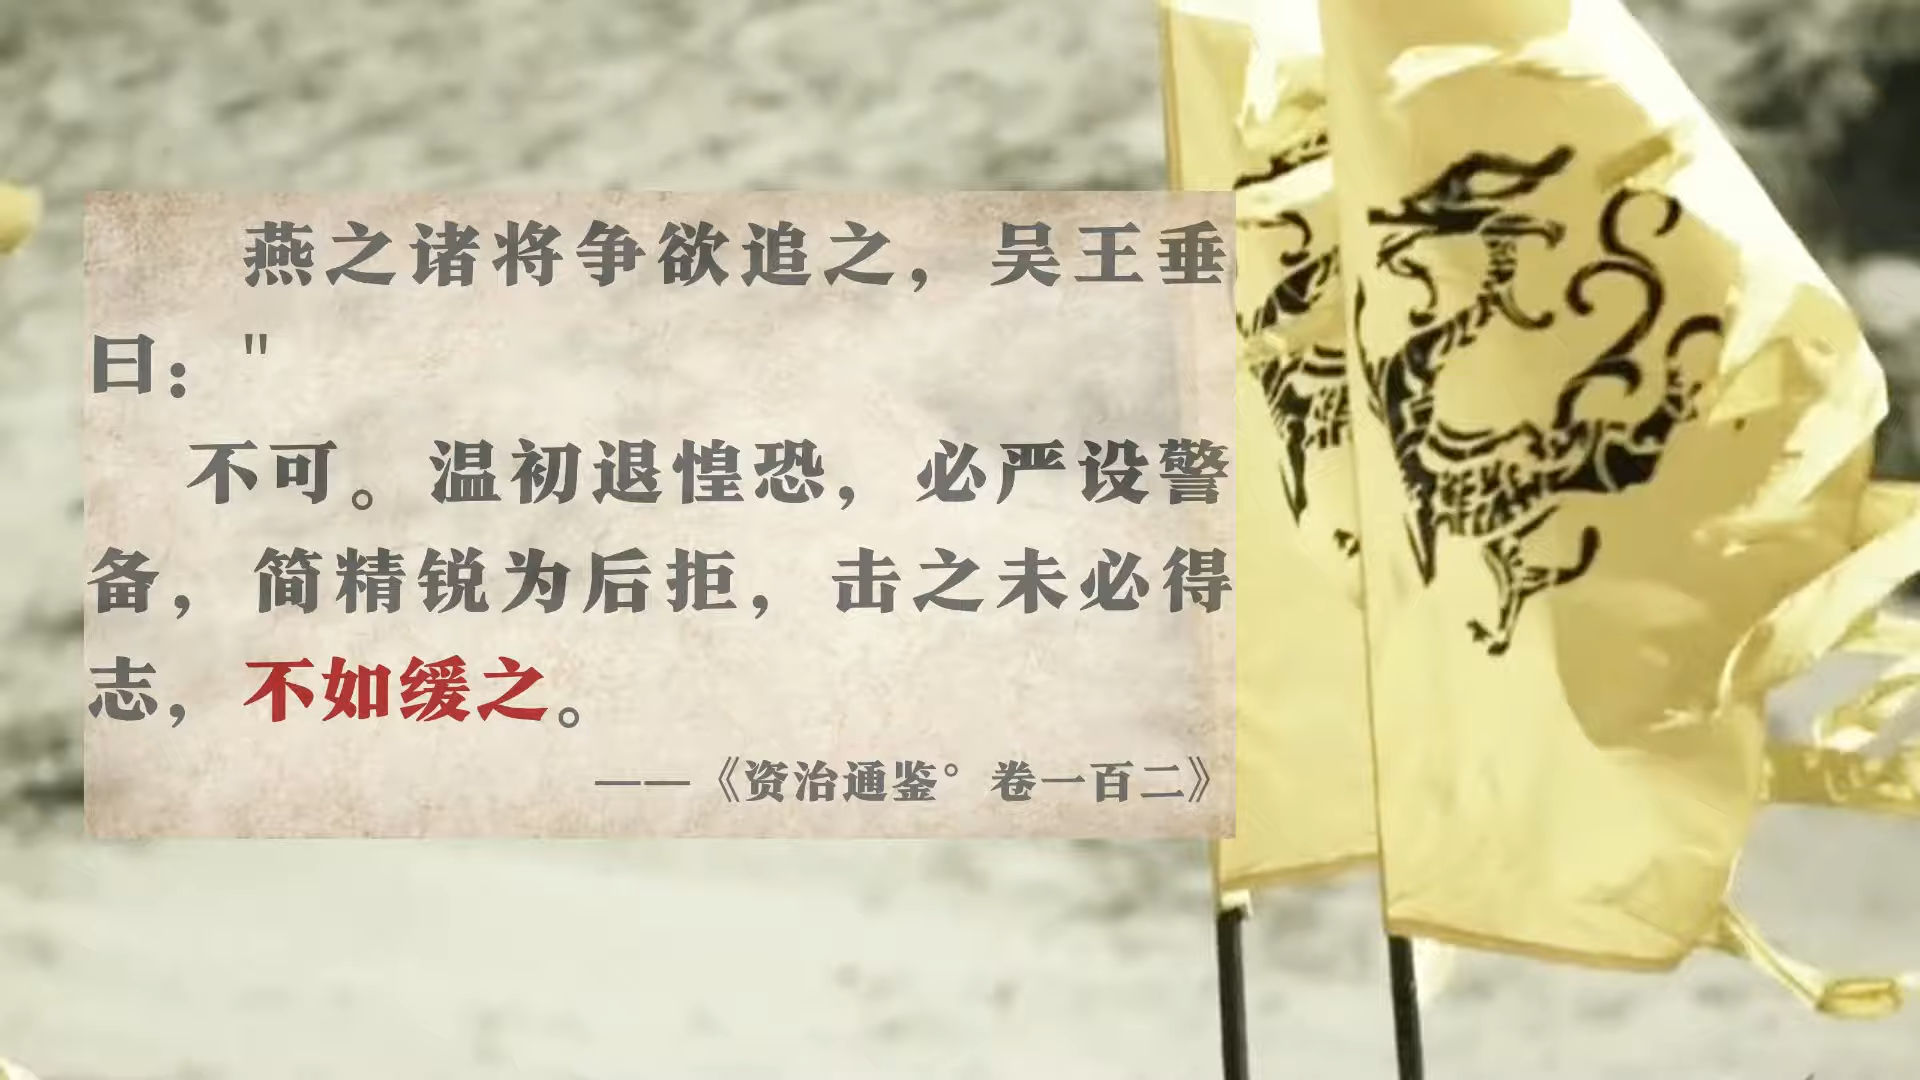 燕之诸将争欲追之，吴王垂
曰："
不可。温初退惶恐，必严设警
备，简精锐为后拒，击之未必得
志，不如缓之。
——《资治通鉴°卷一百二》